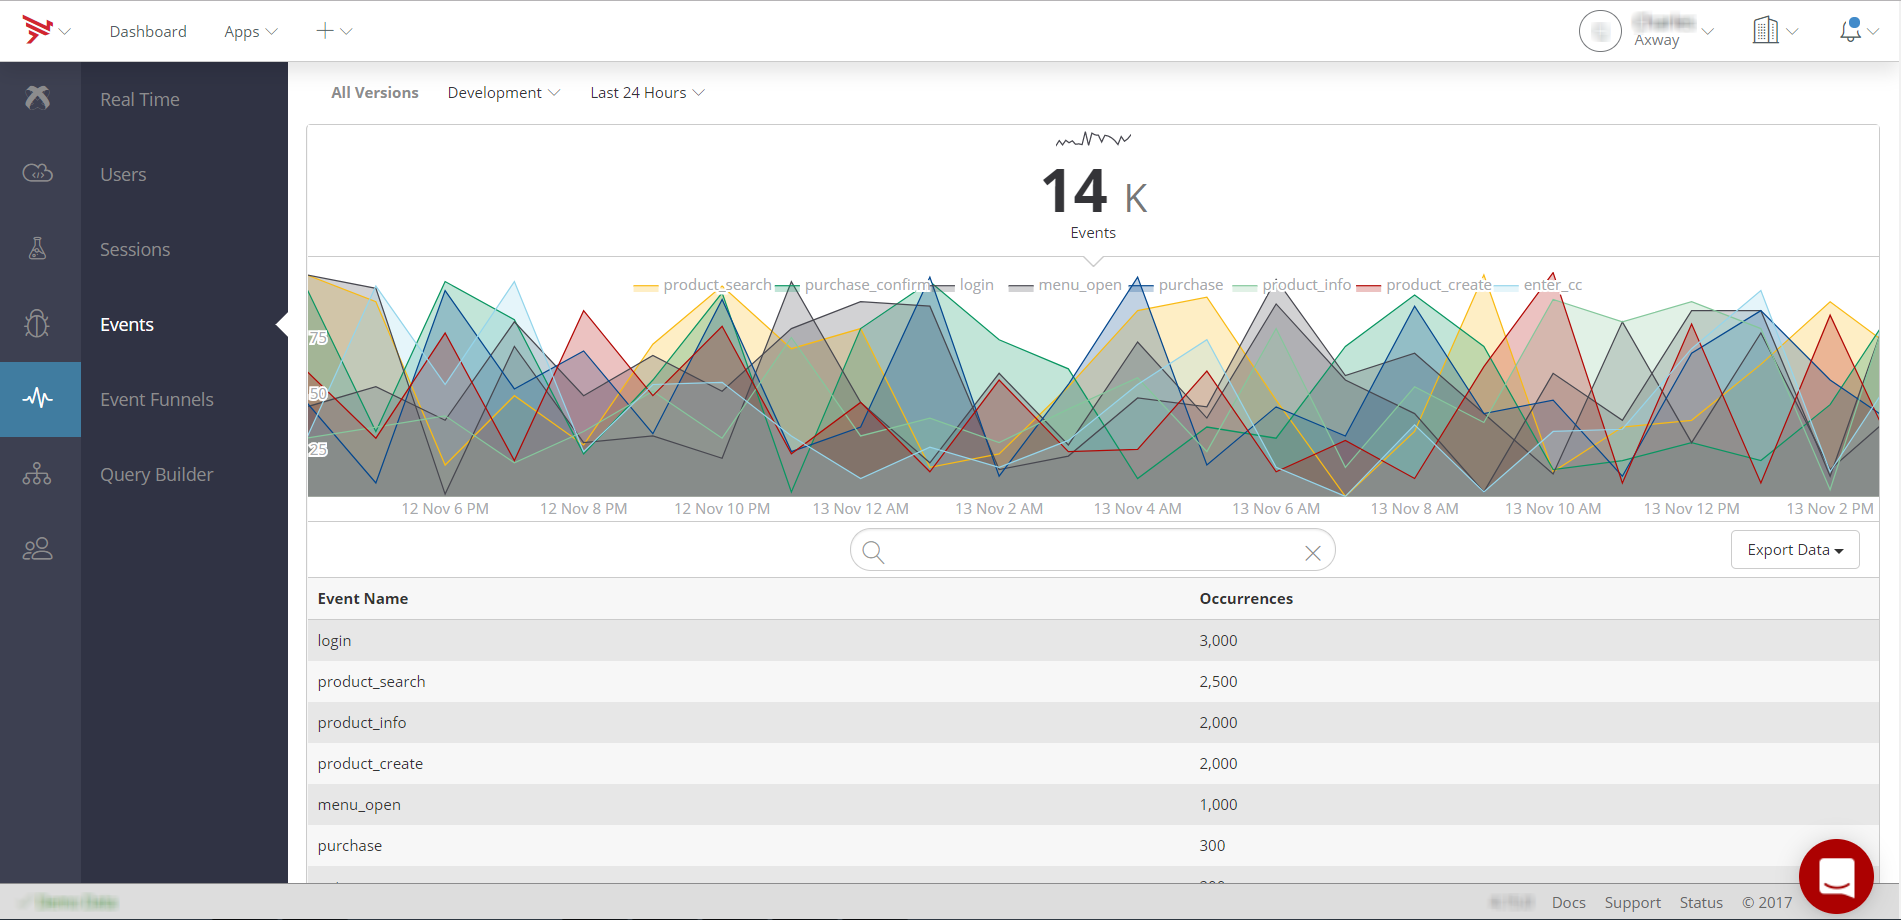 Dashboard Apps
Axway
Real Time
Users
Sessions
Events
Event Funnels
Query Builder
All Versions Development Last 24 Hours
14 K
Events
product_search purchase_confirm login menu_open purchase product_info product_create enter_cc
75
50
25
12 Nov 6 PM 12 Nov 8 PM 12 Nov 10 PM 13 Nov 12 AM 13 Nov 2 AM 13 Nov 4 AM 13 Nov 6 AM 13 Nov 8 AM 13 Nov 10 AM 13 Nov 12 PM 13 Nov 2 PM
Export Data
Event Name Occurrences
login 3,000
product_search 2,500
product_info 2,000
product_create 2,000
menu_open 1,000
purchase 300
Docs Support Status © 2017